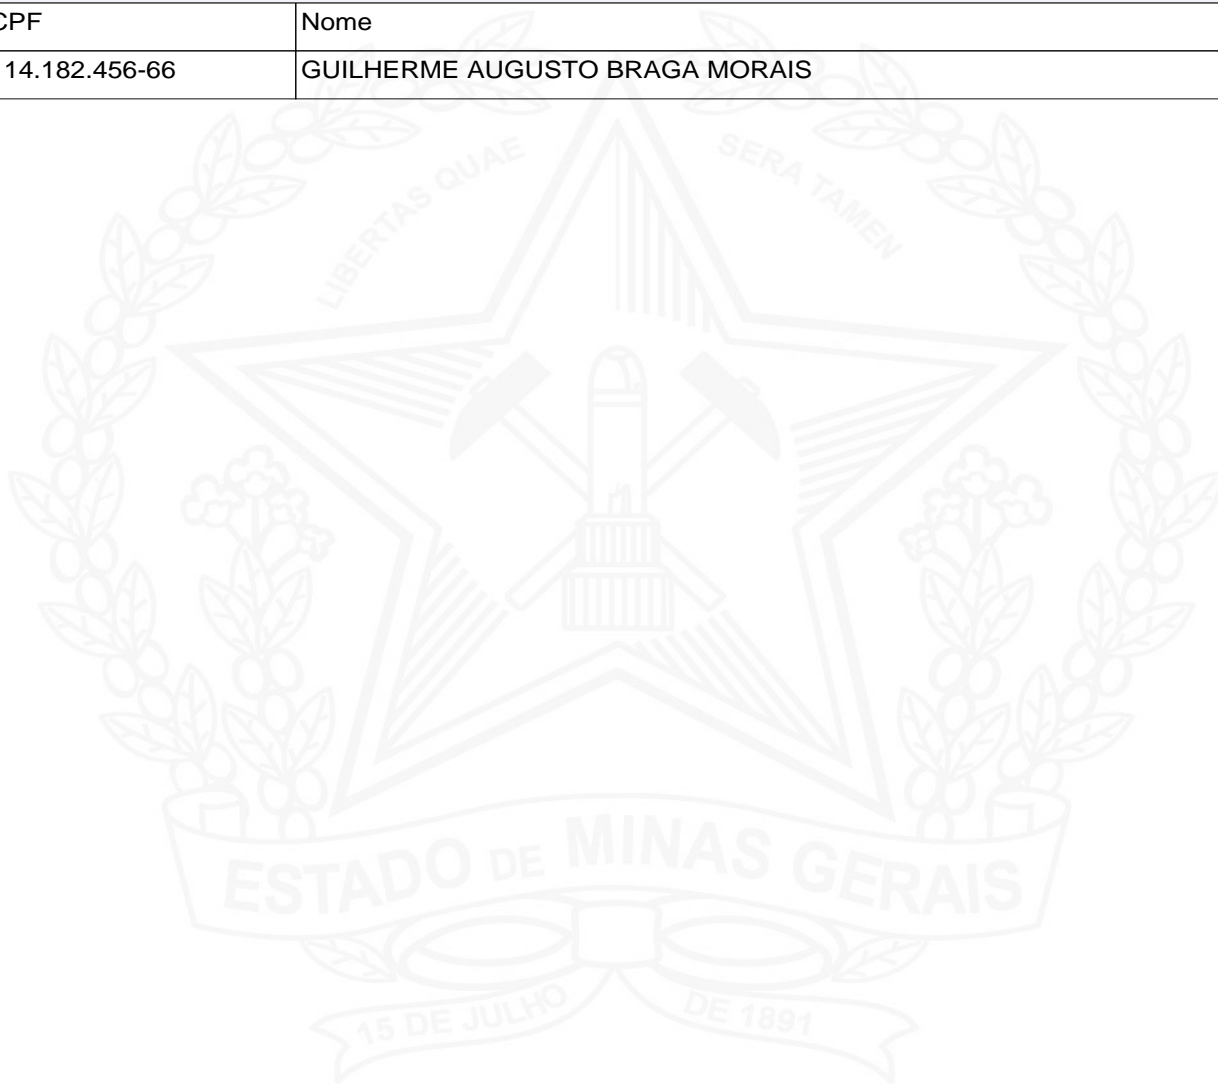 CPF Nome
14.182.456-66 GUILHERME AUGUSTO BRAGA MORAIS
LIBERTAS QUAE SERA TAMEN
ESTADO DE MINAS GERAIS
15 DE JULHO DE 1891